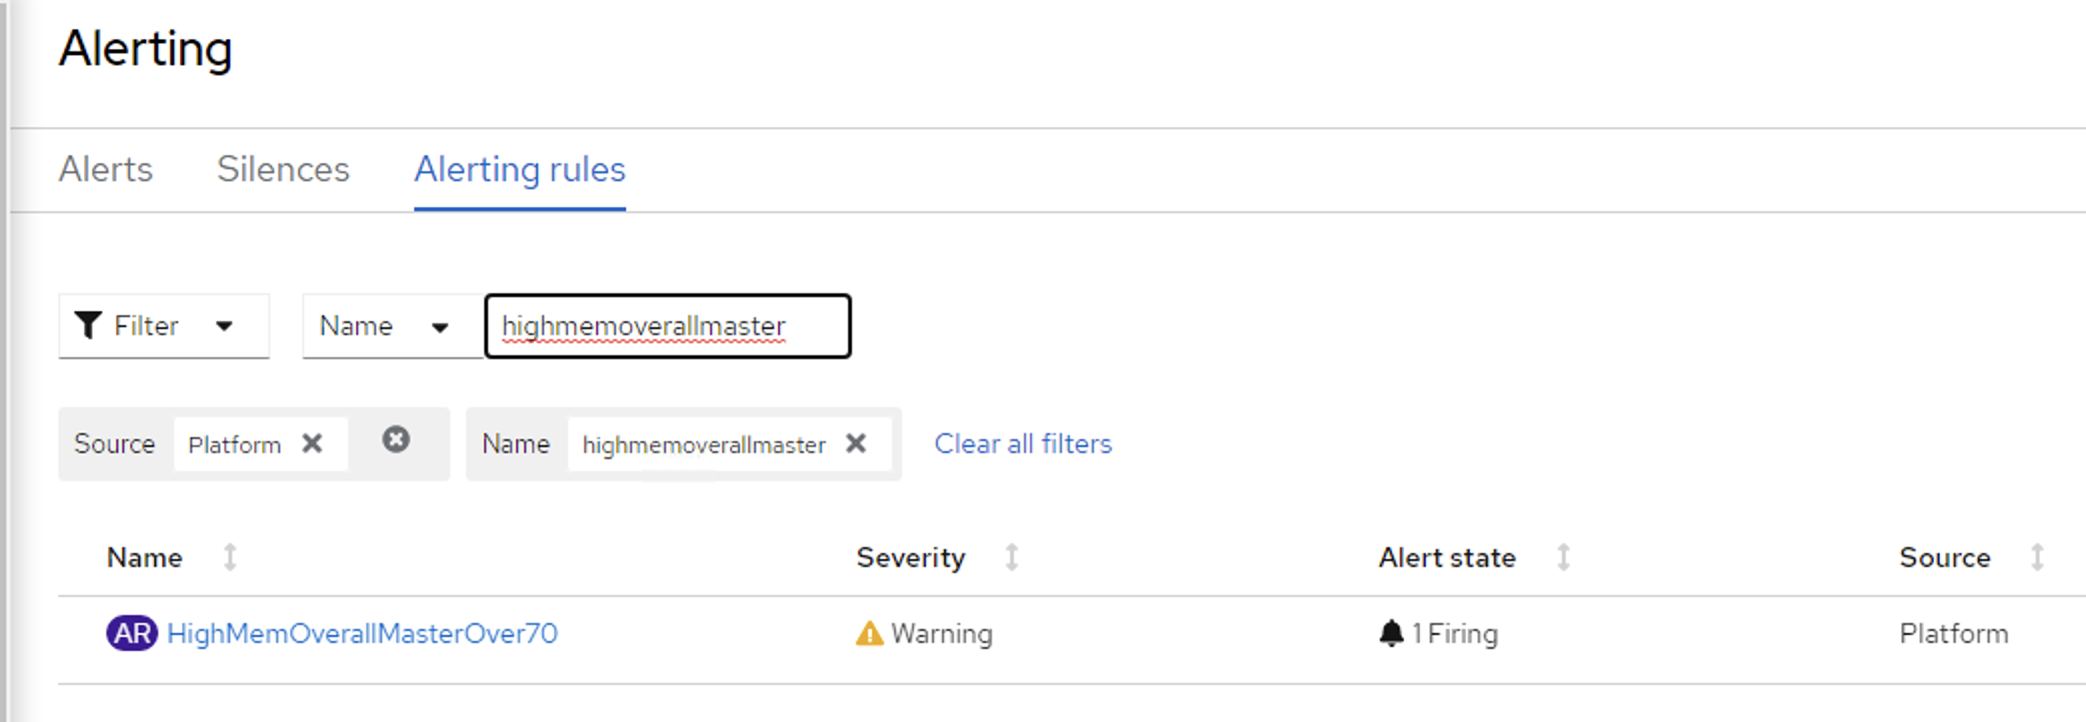 Alerting
Alerts Silences Alerting rules
Filter Name highmemoverallmaster
Source Platform Name highmemoverallmaster Clear all filters
Name Severity Alert state Source
AR HighMemOverallMasterOver70 Warning 1 Firing Platform